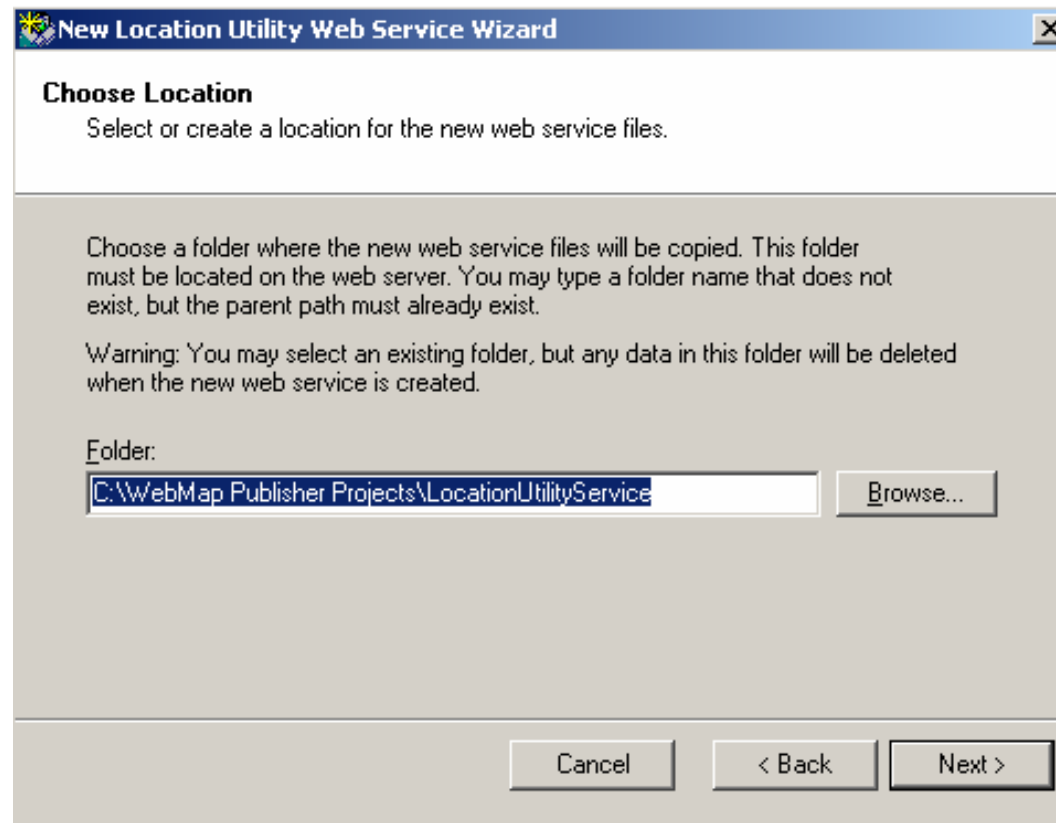 New Location Utility Web Service Wizard
Choose Location
Select or create a location for the new web service files.
Choose a folder where the new web service files will be copied. This folder
must be located on the web server. You may type a folder name that does not
exist, but the parent path must already exist.
Warning: You may select an existing folder, but any data in this folder will be deleted
when the new web service is created.
Folder:
C:\WebMap Publisher Projects\LocationUtilityService
Browse...
Cancel
< Back
Next >